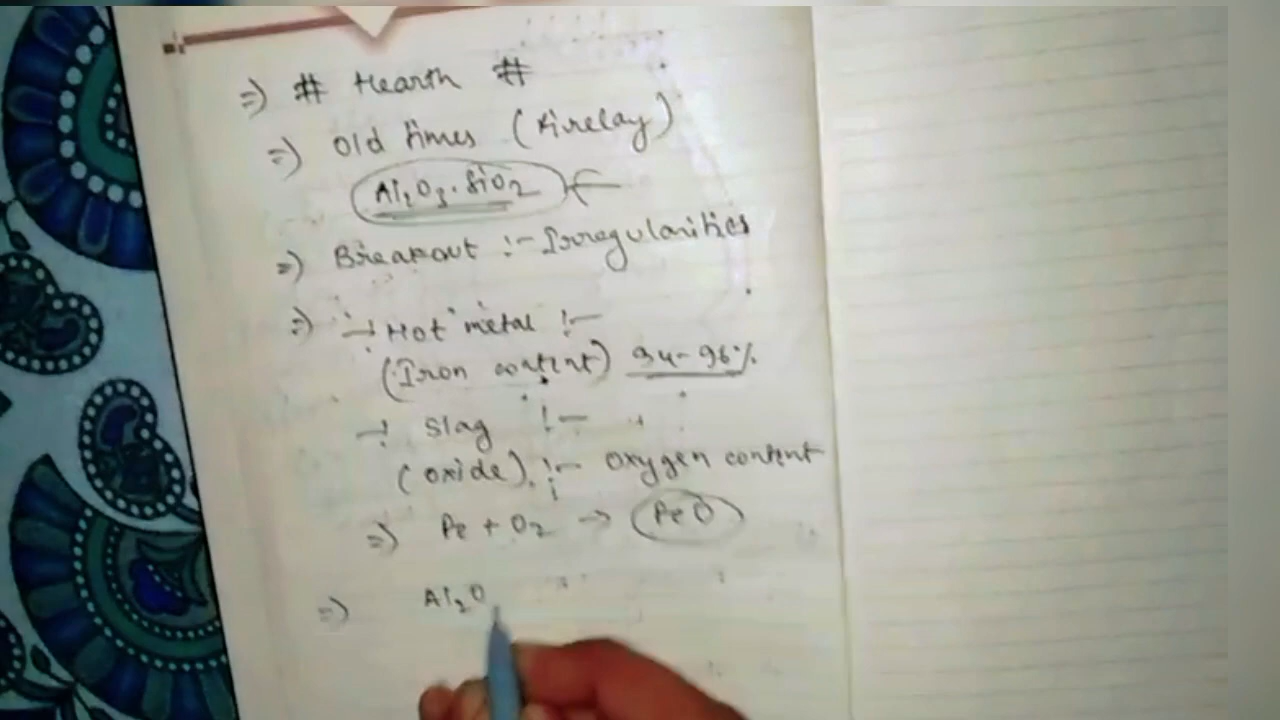 =) # Hearth #
=) Old times (Fireclay)
Al2O3.SiO2
=) Breakout :- Irregularities
=) → Hot metal :-
(Iron content) 94-96%
→ Slag :-
(oxide) :- oxygen content
=) Fe + O2 → FeO
=) Al2O